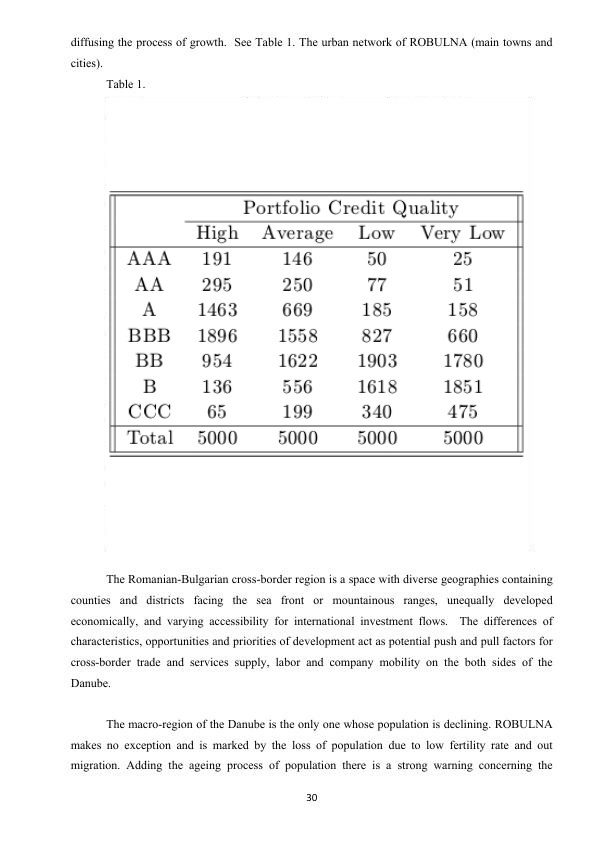 diffusing the process of growth.  See Table 1. The urban network of ROBULNA (main towns and
cities).
Table 1.
Portfolio Credit Quality
High Average Low Very Low
AAA 191 146 50 25
AA 295 250 77 51
A 1463 669 185 158
BBB 1896 1558 827 660
BB 954 1622 1903 1780
B 136 556 1618 1851
CCC 65 199 340 475
Total 5000 5000 5000 5000
The Romanian-Bulgarian cross-border region is a space with diverse geographies containing
counties and districts facing the sea front or mountainous ranges, unequally developed
economically, and varying accessibility for international investment flows.  The differences of
characteristics, opportunities and priorities of development act as potential push and pull factors for
cross-border trade and services supply, labor and company mobility on the both sides of the
Danube.
The macro-region of the Danube is the only one whose population is declining. ROBULNA
makes no exception and is marked by the loss of population due to low fertility rate and out
migration. Adding the ageing process of population there is a strong warning concerning the
30